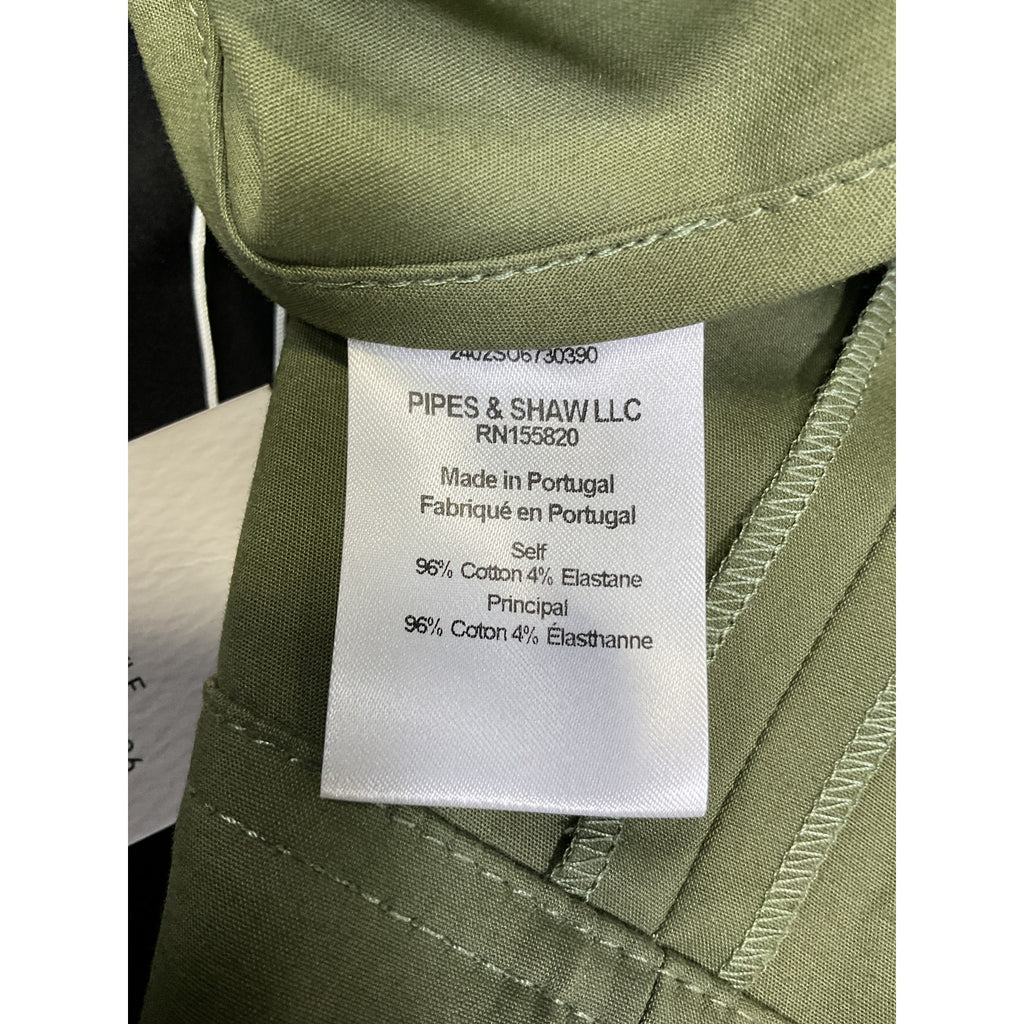 2402SO6730390
PIPES & SHAW LLC
RN155820
Made in Portugal
Fabriqué en Portugal
Self
96% Cotton 4% Elastane
Principal
96% Coton 4% Élasthanne